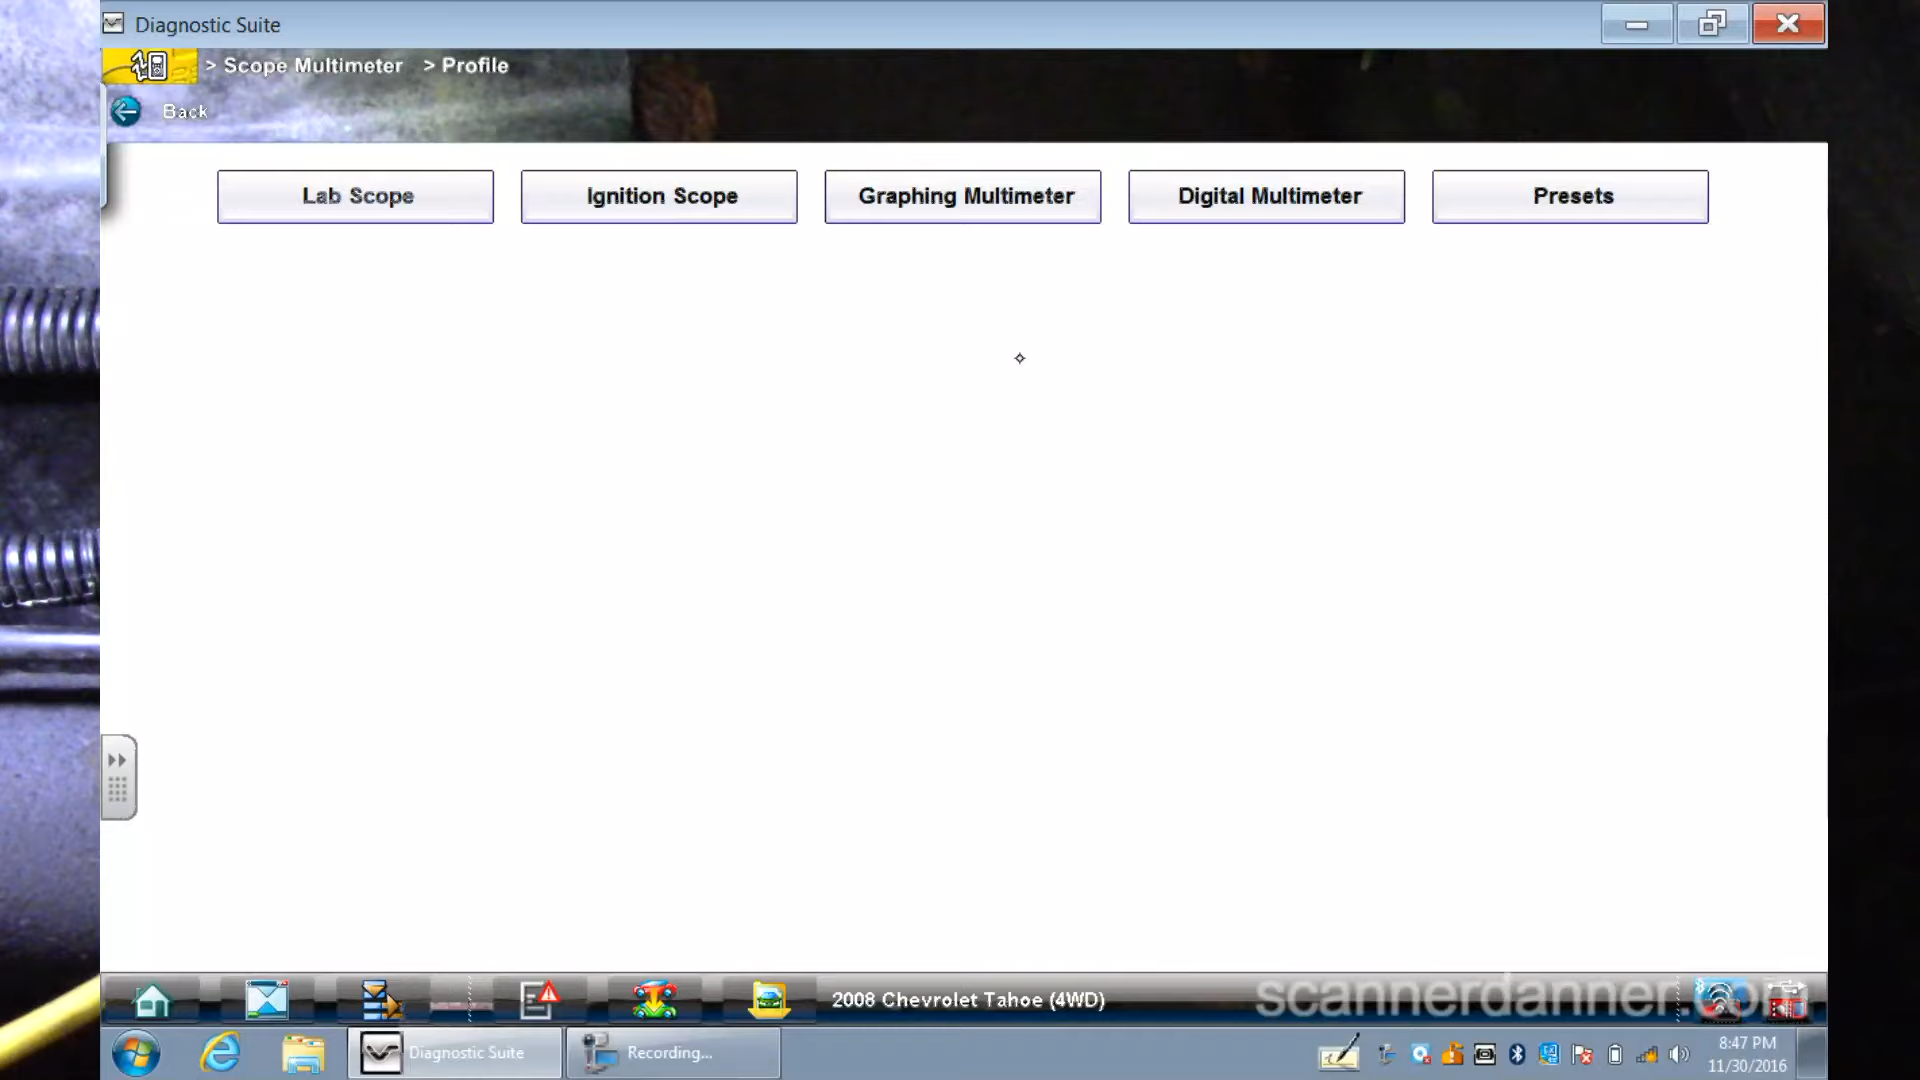 Diagnostic Suite
> Scope Multimeter > Profile
Back
Lab Scope
Ignition Scope
Graphing Multimeter
Digital Multimeter
Presets
2008 Chevrolet Tahoe (4WD)
scannerdanner.com
Diagnostic Suite
Recording...
8:47 PM
11/30/2016